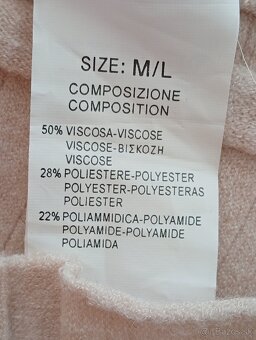 SIZE: M/L
COMPOSIZIONE
COMPOSITION
50% VISCOSA-VISCOSE
VISCOSE-ΒΙΣΚΟΖΗ
VISCOSE
28% POLIESTERE-POLYESTER
POLYESTER-POLYESTERAS
POLIESTER
22% POLIAMMIDICA-POLYAMIDE
POLYAMIDE-POLYAMIDE
POLIAMIDA